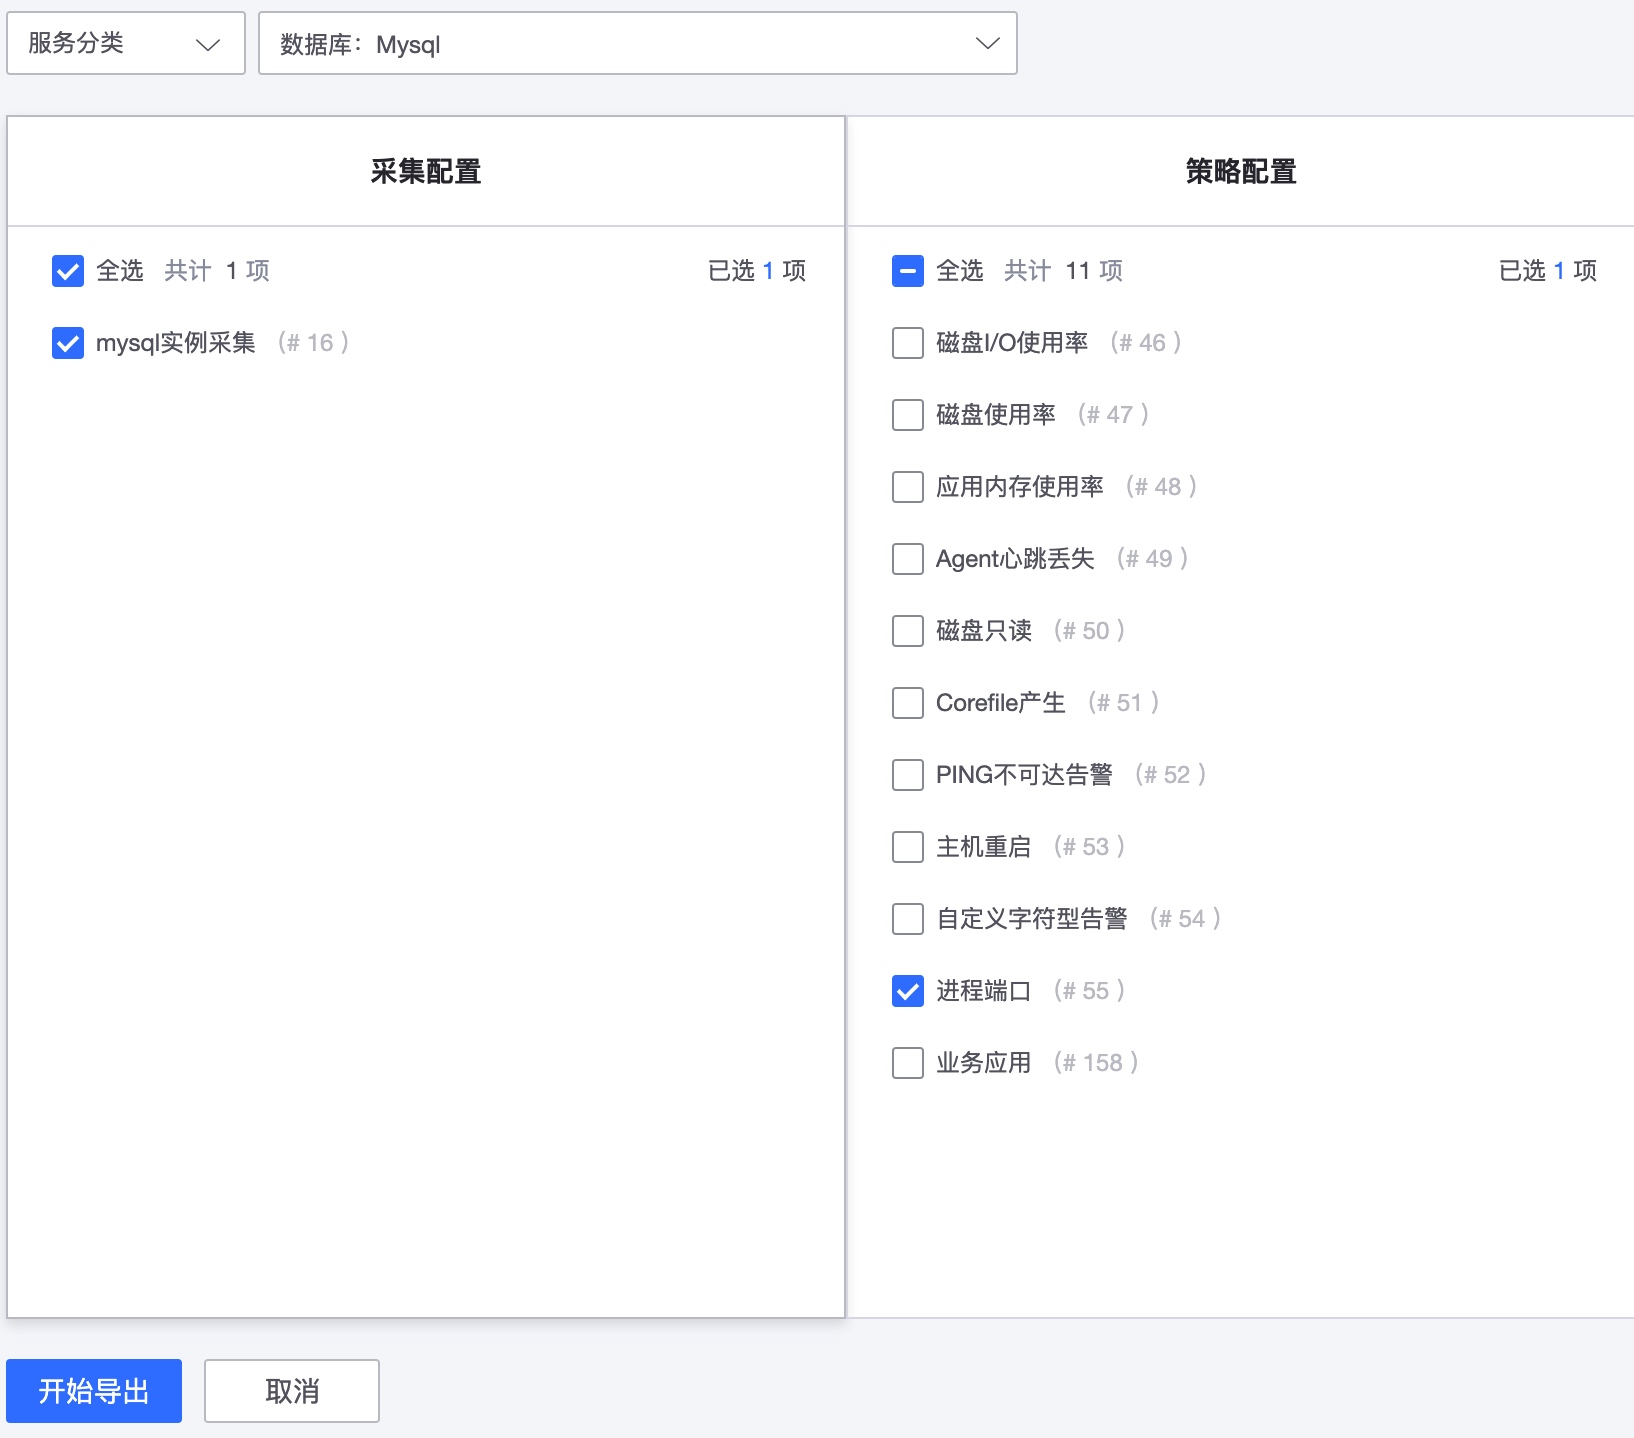 服务分类
数据库：Mysql
采集配置
全选 共计 1 项 已选 1 项
mysql实例采集 (# 16 )
策略配置
全选 共计 11 项 已选 1 项
磁盘I/O使用率 (# 46 )
磁盘使用率 (# 47 )
应用内存使用率 (# 48 )
Agent心跳丢失 (# 49 )
磁盘只读 (# 50 )
Corefile产生 (# 51 )
PING不可达告警 (# 52 )
主机重启 (# 53 )
自定义字符型告警 (# 54 )
进程端口 (# 55 )
业务应用 (# 158 )
开始导出
取消